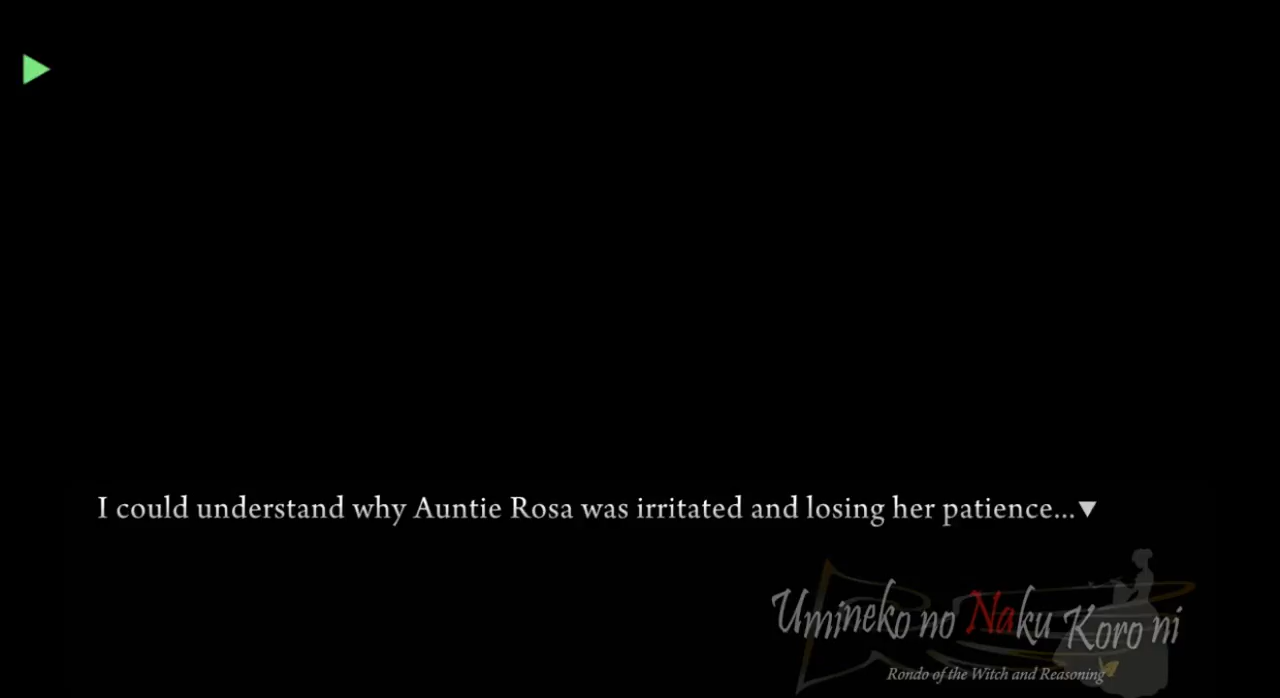 I could understand why Auntie Rosa was irritated and losing her patience...
Umineko no Naku Koro ni
Rondo of the Witch and Reasoning